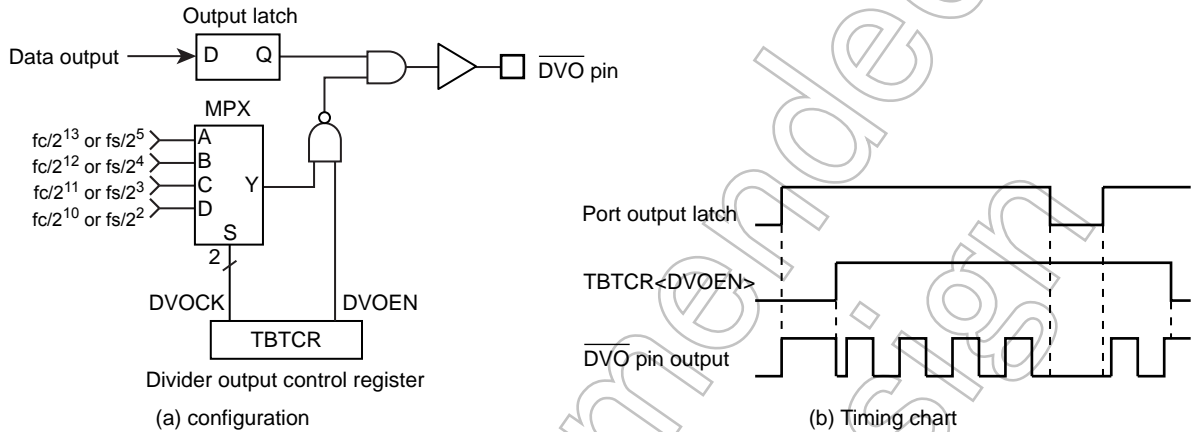 Output latch
Data output
D Q
DVO pin
MPX
fc/2^13 or fs/2^5
A
fc/2^12 or fs/2^4
B
fc/2^11 or fs/2^3
C Y
fc/2^10 or fs/2^2
D
S
2
DVOCK DVOEN
TBTCR
Divider output control register
(a) configuration
Port output latch
TBTCR<DVOEN>
DVO pin output
(b) Timing chart